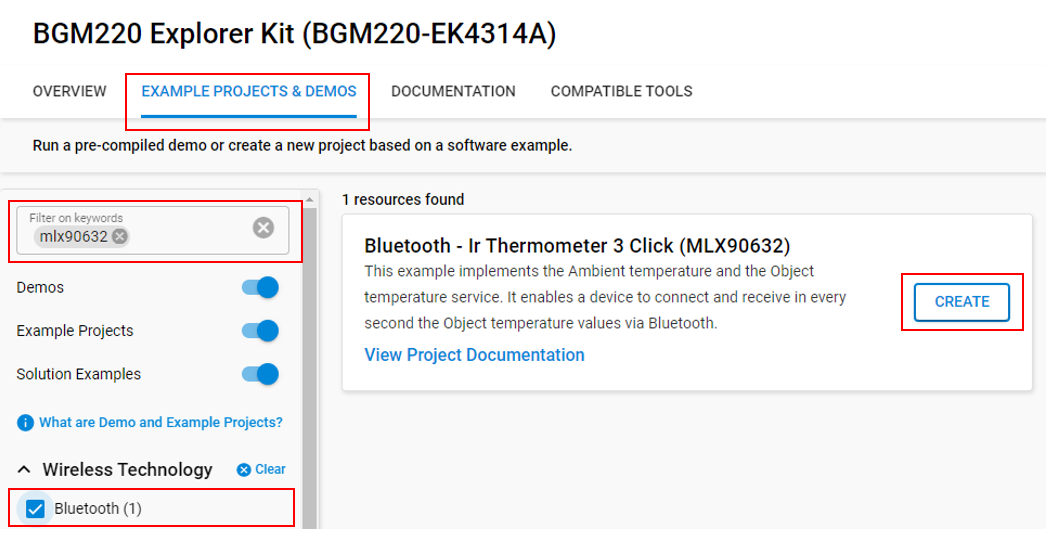 BGM220 Explorer Kit (BGM220-EK4314A)
OVERVIEW EXAMPLE PROJECTS & DEMOS DOCUMENTATION COMPATIBLE TOOLS
Run a pre-compiled demo or create a new project based on a software example.
Filter on keywords
mlx90632
Demos
Example Projects
Solution Examples
What are Demo and Example Projects?
Wireless Technology Clear
Bluetooth (1)
1 resources found
Bluetooth - Ir Thermometer 3 Click (MLX90632)
This example implements the Ambient temperature and the Object
temperature service. It enables a device to connect and receive in every
second the Object temperature values via Bluetooth.
View Project Documentation
CREATE